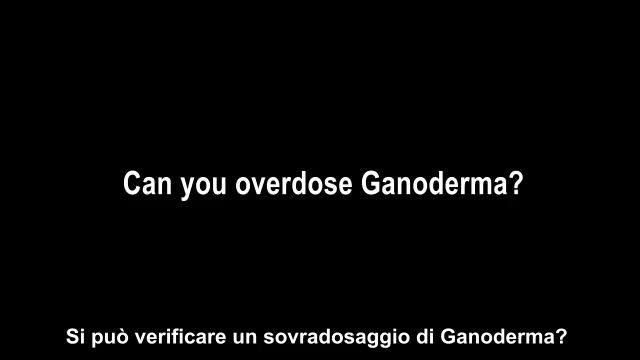 Can you overdose Ganoderma?
Si può verificare un sovradosaggio di Ganoderma?